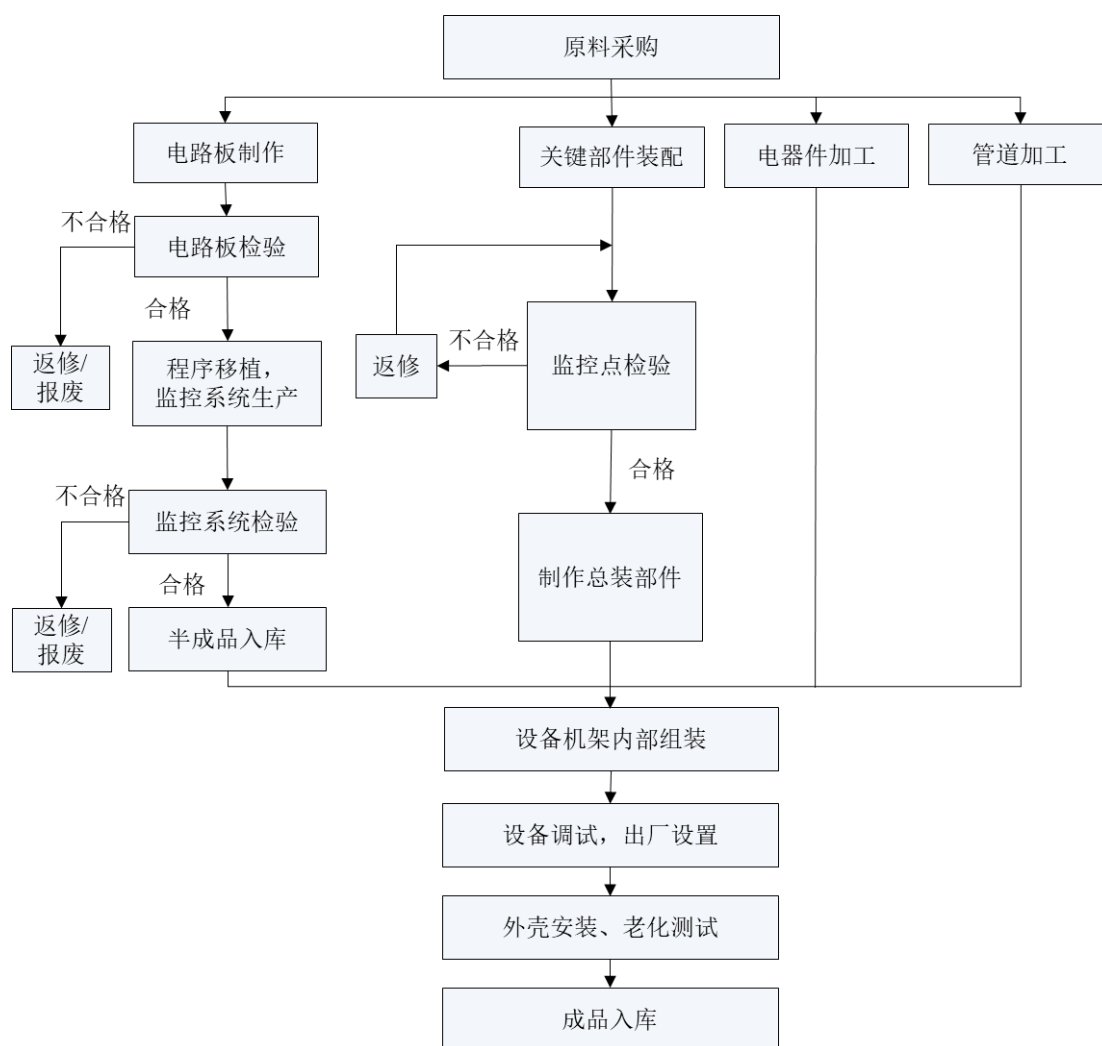 原料采购
电路板制作
关键部件装配
电器件加工
管道加工
不合格
电路板检验
合格
返修/
报废
程序移植,
监控系统生产
返修
不合格
监控点检验
合格
不合格
监控系统检验
合格
制作总装部件
返修/
报废
半成品入库
设备机架内部组装
设备调试，出厂设置
外壳安装、老化测试
成品入库